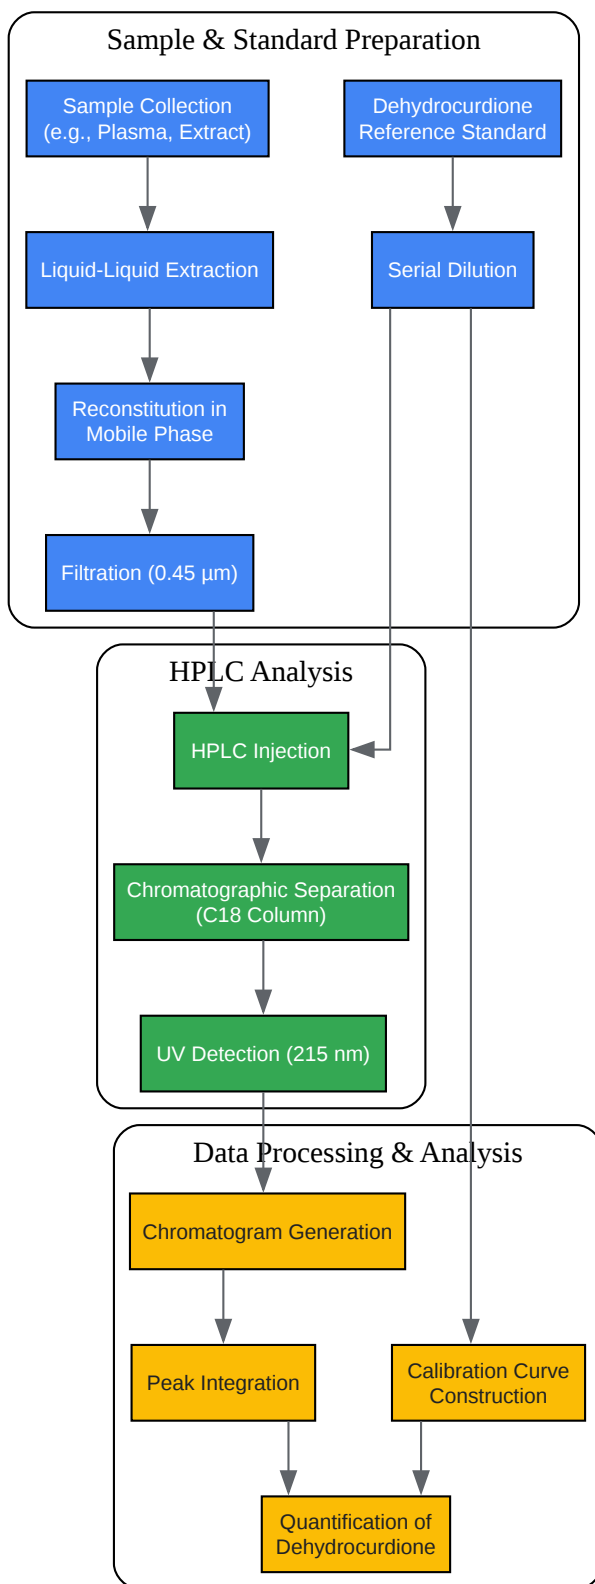 Sample & Standard Preparation
Sample Collection
(e.g., Plasma, Extract)
Dehydrocurdione
Reference Standard
Liquid-Liquid Extraction
Serial Dilution
Reconstitution in
Mobile Phase
Filtration (0.45 µm)
HPLC Analysis
HPLC Injection
Chromatographic Separation
(C18 Column)
UV Detection (215 nm)
Data Processing & Analysis
Chromatogram Generation
Peak Integration
Calibration Curve
Construction
Quantification of
Dehydrocurdione